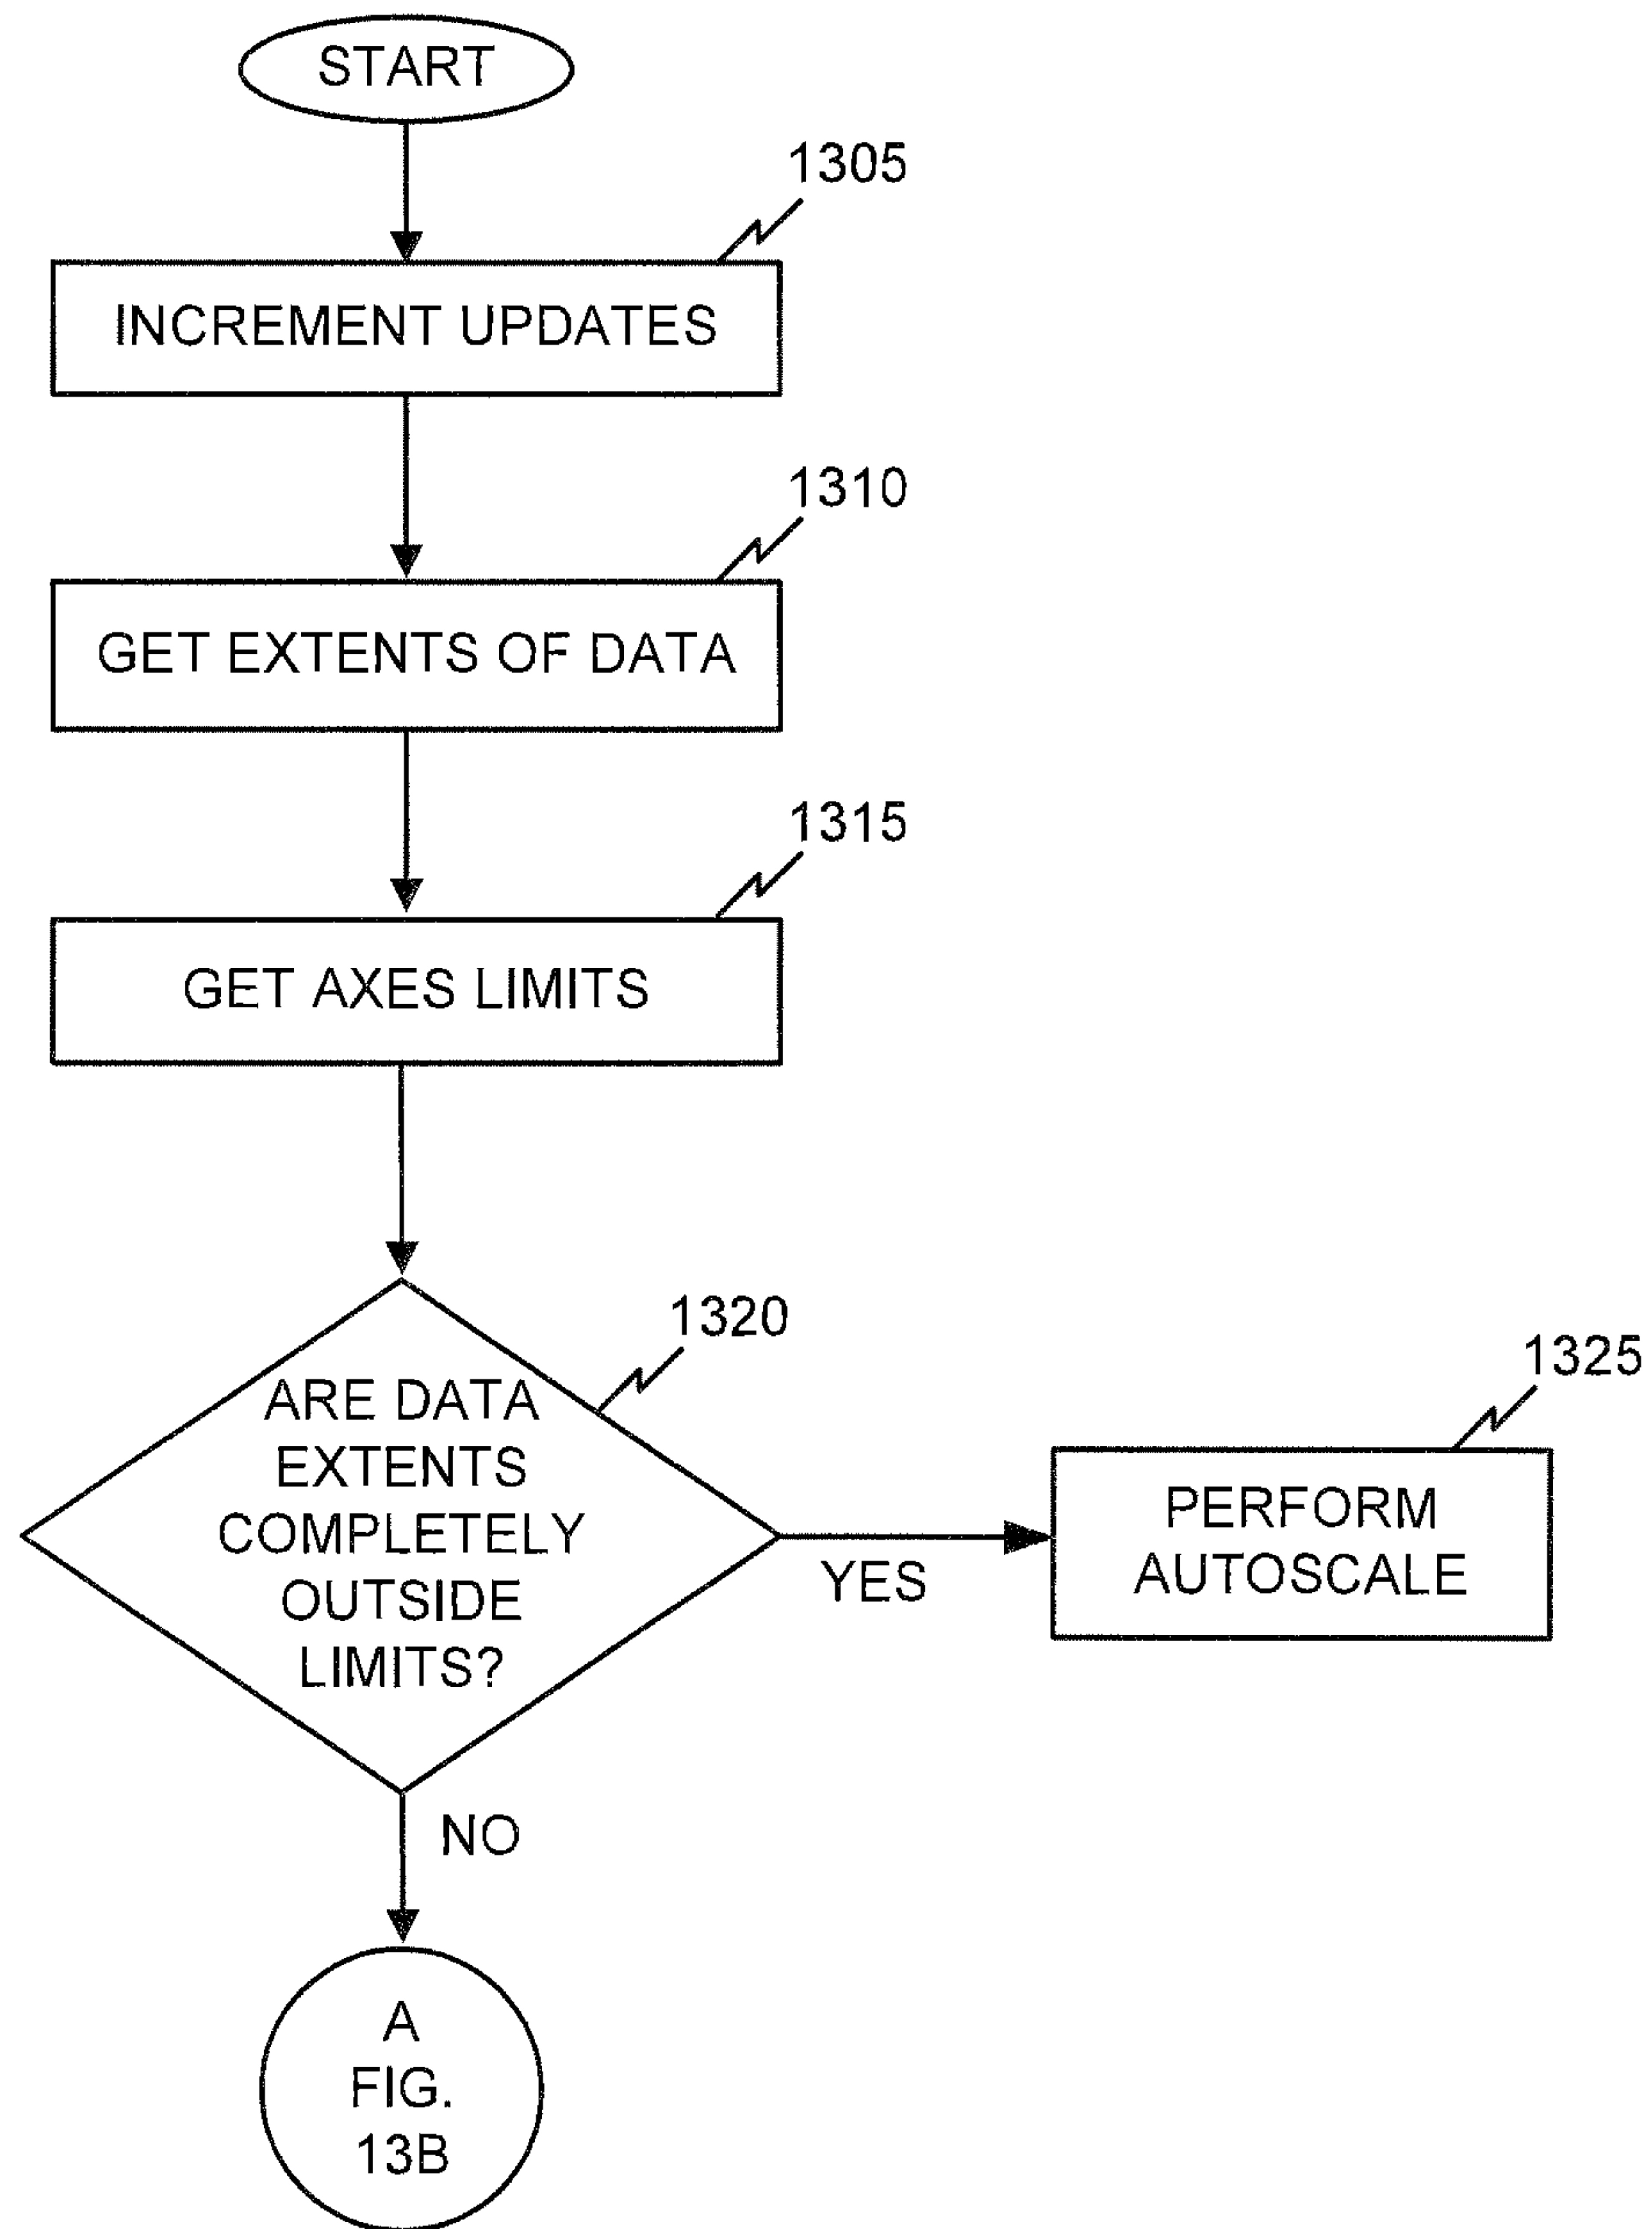 START
1305
INCREMENT UPDATES
1310
GET EXTENTS OF DATA
1315
GET AXES LIMITS
1320
ARE DATA
EXTENTS
COMPLETELY
OUTSIDE
LIMITS?
YES
1325
PERFORM
AUTOSCALE
NO
A
FIG.
13B